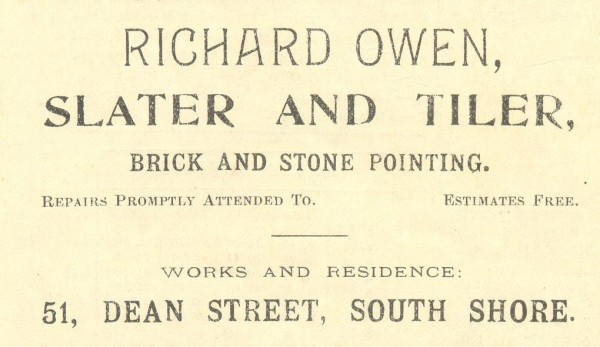 RICHARD OWEN,
SLATER AND TILER,
BRICK AND STONE POINTING.
REPAIRS PROMPTLY ATTENDED TO. ESTIMATES FREE.
WORKS AND RESIDENCE:
51, DEAN STREET, SOUTH SHORE.